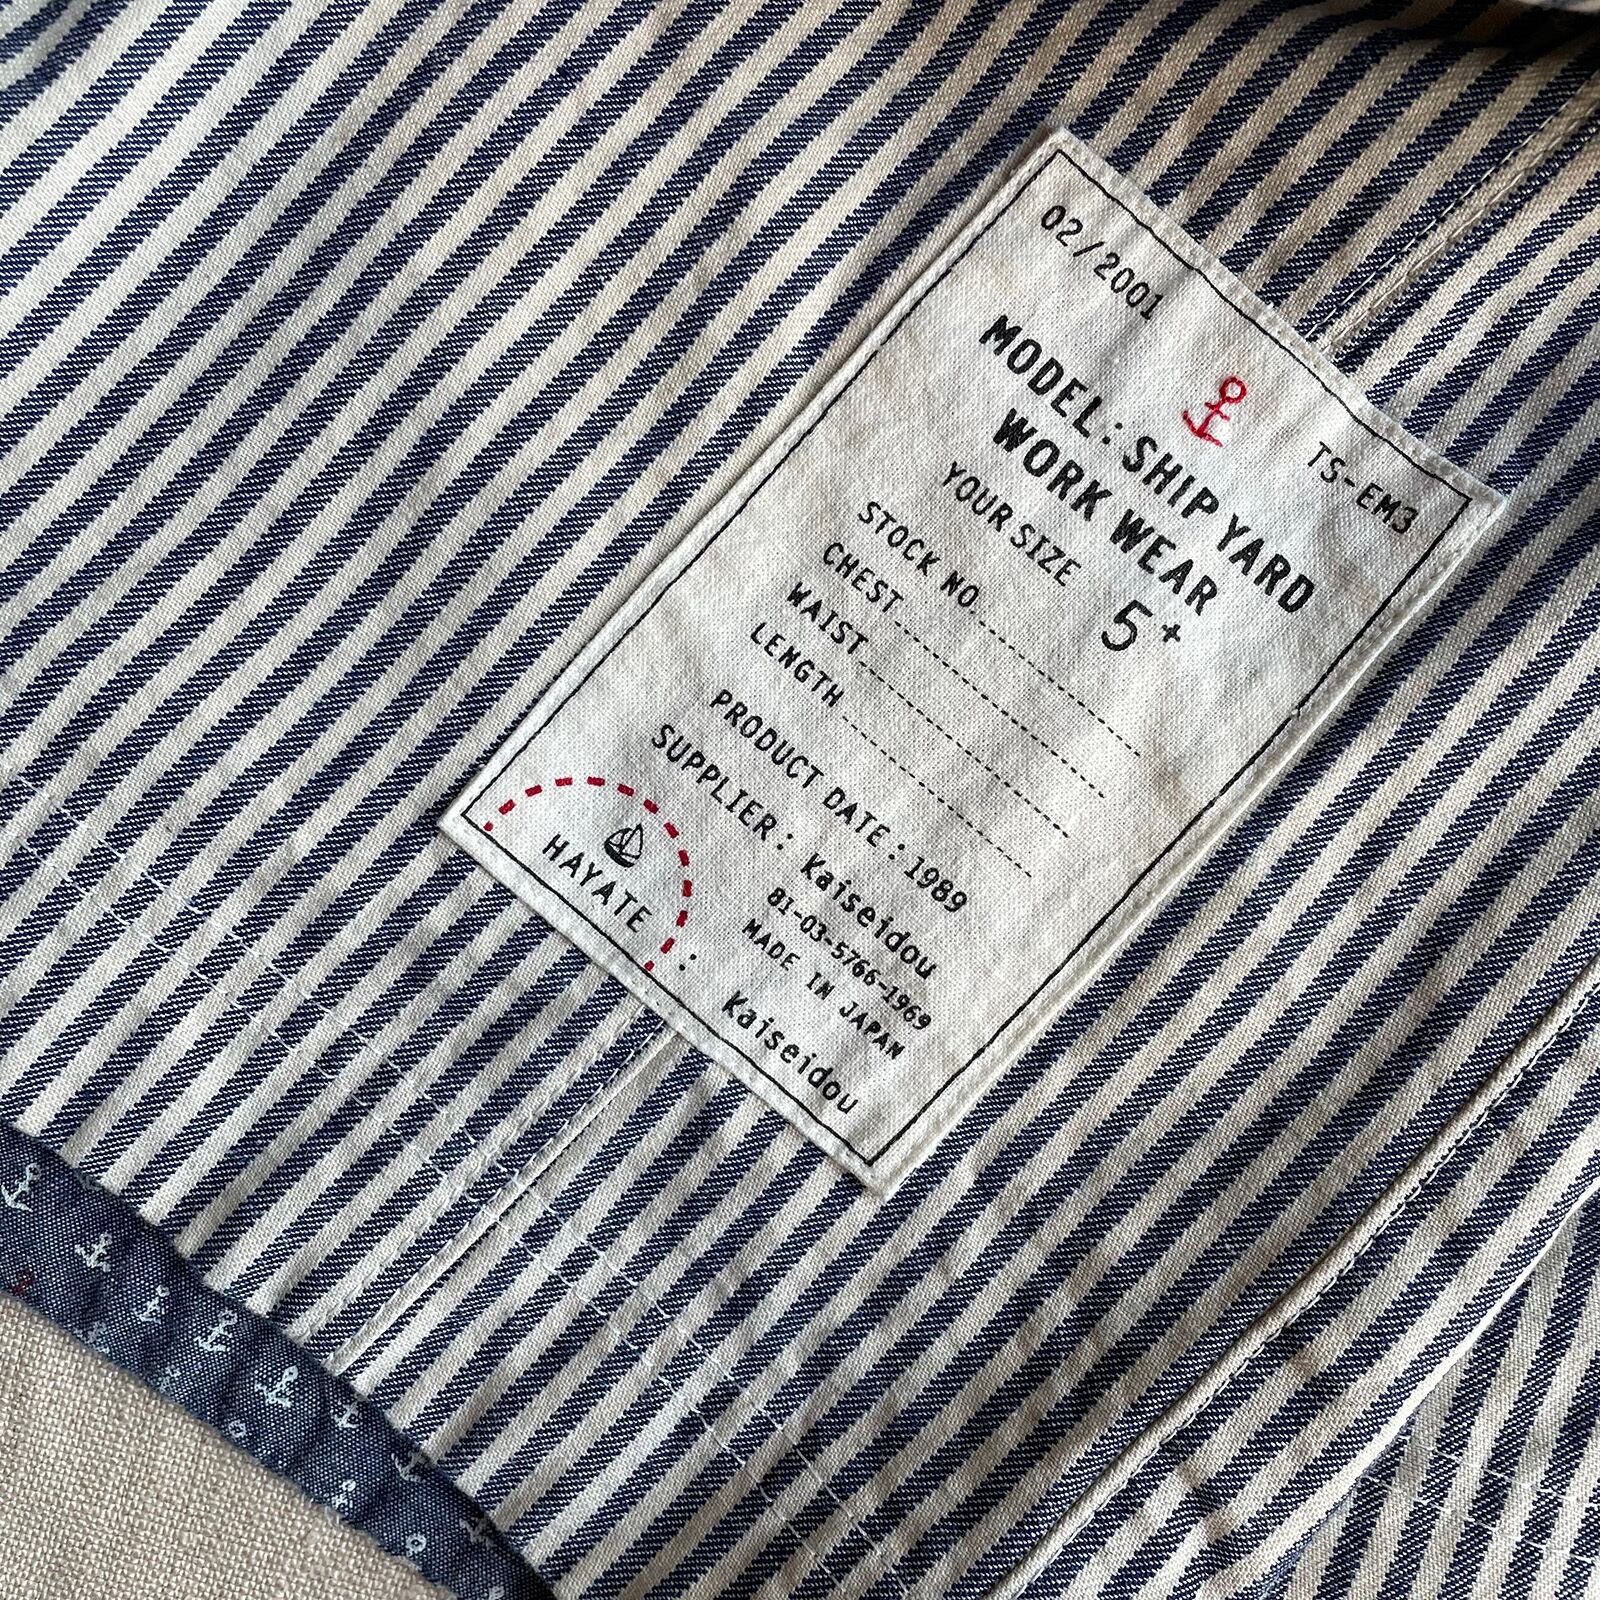 02/2001
TS-EM3
MODEL: SHIP YARD
WORK WEAR
YOUR SIZE 5+
STOCK NO.
CHEST
WAIST
LENGTH
PRODUCT DATE: 1989
SUPPLIER: Kaiseidou
81-03-5766-1969
MADE IN JAPAN
HAYATE
: Kaiseidou